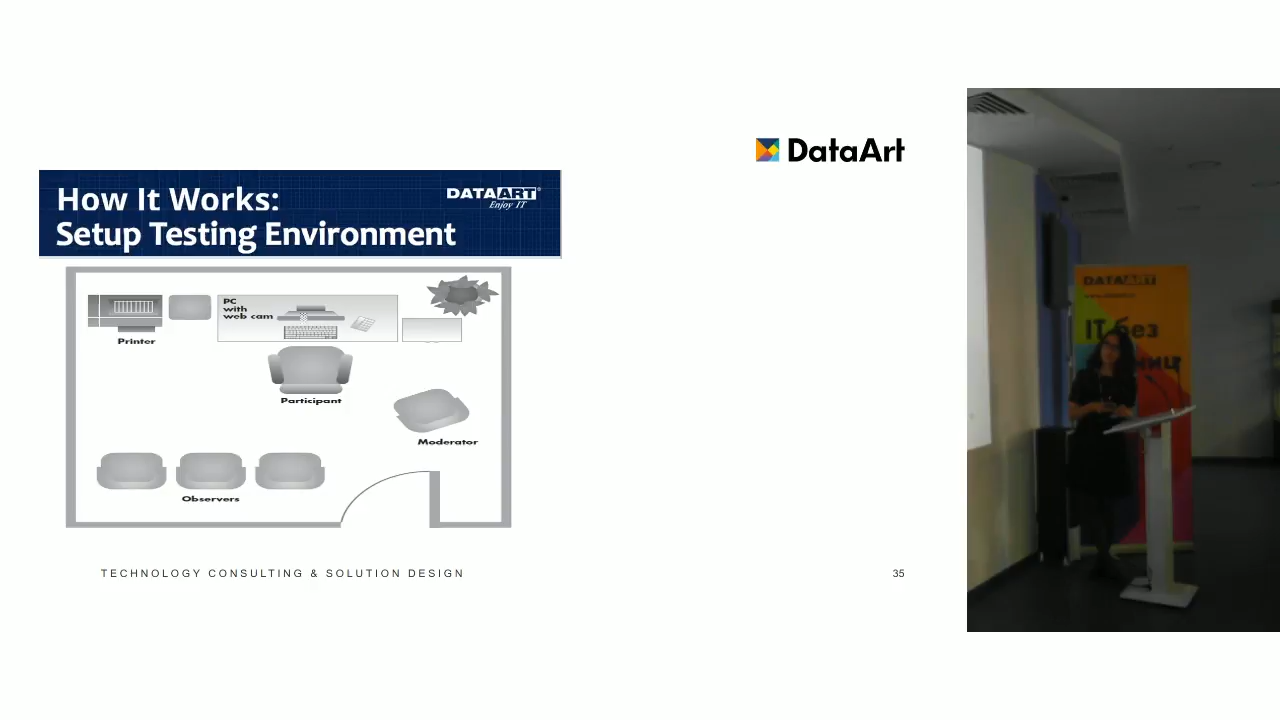 DataArt
How It Works:
Setup Testing Environment
DATAART
Enjoy IT
PC
with
web cam
Printer
Participant
Moderator
Observers
TECHNOLOGY CONSULTING & SOLUTION DESIGN
35
DATAART
IT без